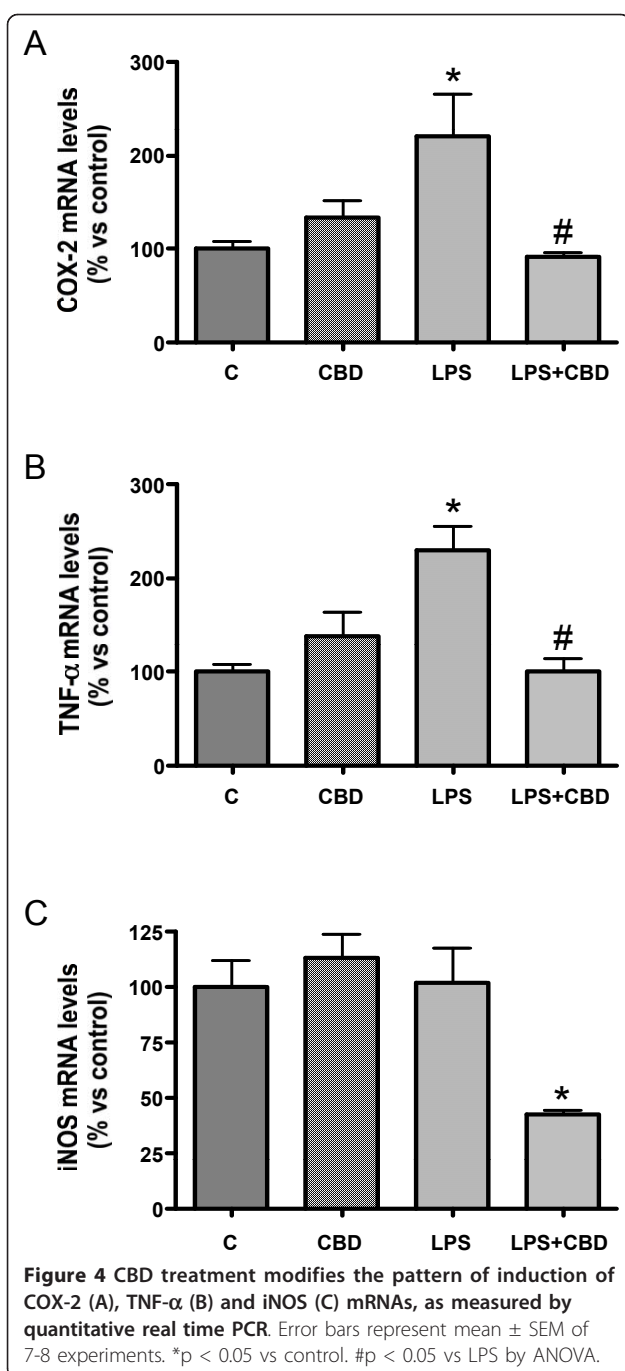 A
COX-2 mRNA levels
(% vs control)
300
200
100
0
*
#
C CBD LPS LPS+CBD
B
TNF-α mRNA levels
(% vs control)
300
200
100
0
*
#
C CBD LPS LPS+CBD
C
iNOS mRNA levels
(% vs control)
125
100
75
50
25
0
*
C CBD LPS LPS+CBD
Figure 4 CBD treatment modifies the pattern of induction of
COX-2 (A), TNF-α (B) and iNOS (C) mRNAs, as measured by
quantitative real time PCR. Error bars represent mean ± SEM of
7-8 experiments. *p < 0.05 vs control. #p < 0.05 vs LPS by ANOVA.